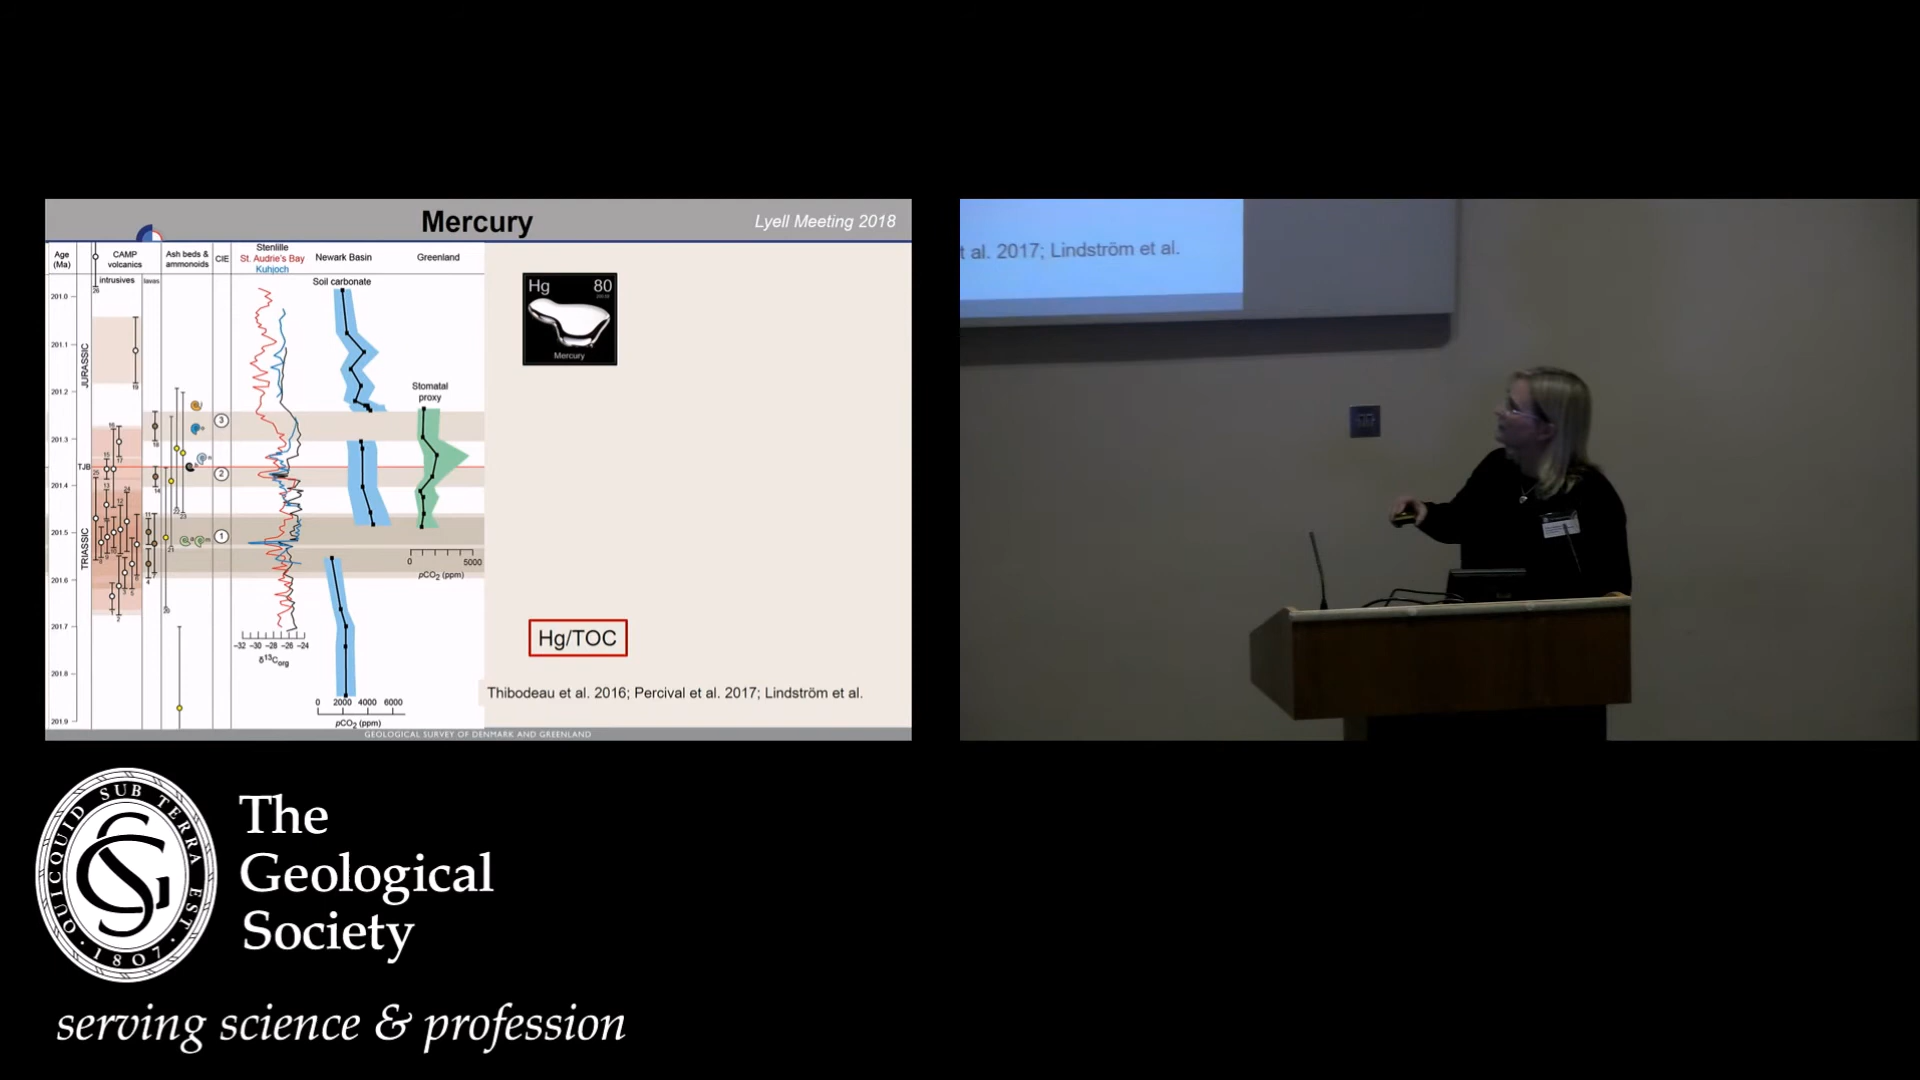 Mercury
Lyell Meeting 2018
Age (Ma)
CAMP volcanics
Ash beds & ammonoids
CIE
Stenlille
St. Audrie's Bay
Kuhjoch
Newark Basin
Greenland
intrusives
lavas
Soil carbonate
201.0
201.1
201.2
201.3
201.4
201.5
201.6
201.7
201.8
201.9
JURASSIC
TJB
TRIASSIC
3
2
1
Stomatal proxy
0 5000
pCO2 (ppm)
−32 −30 −28 −26 −24
δ13Corg
0 2000 4000 6000
pCO2 (ppm)
Hg 80
Mercury
Hg/TOC
Thibodeau et al. 2016; Percival et al. 2017; Lindström et al.
GEOLOGICAL SURVEY OF DENMARK AND GREENLAND
t al. 2017; Lindström et al.
QUICQUID SUB TERRA EST
1807
The
Geological
Society
serving science & profession